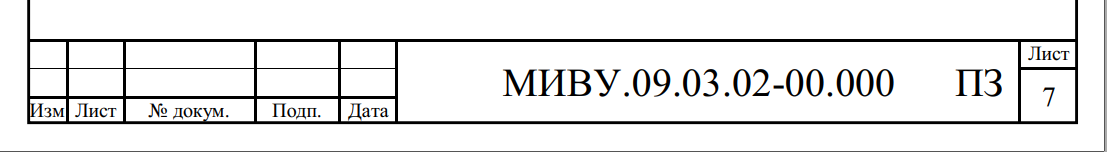 Лист
МИВУ.09.03.02-00.000 ПЗ
7
Изм Лист № докум. Подп. Дата